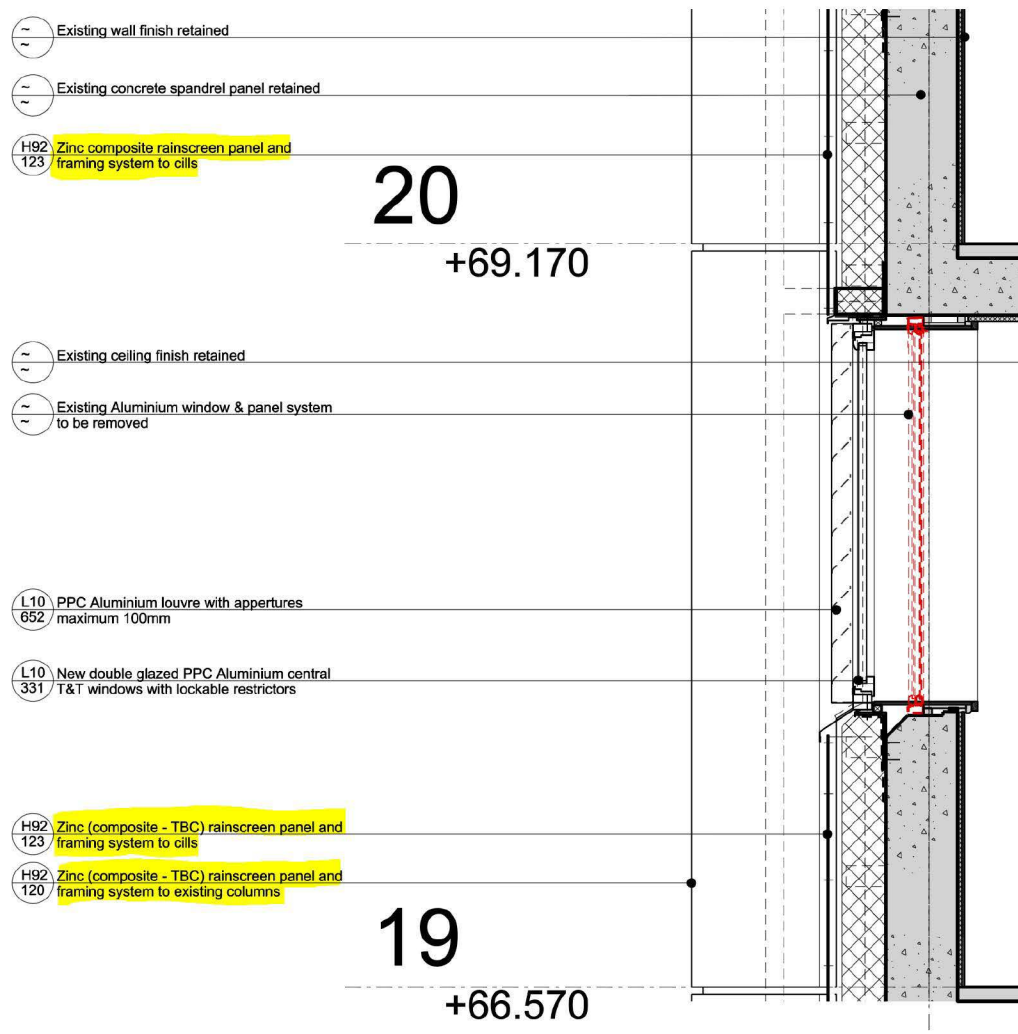 ~
~
Existing wall finish retained
~
~
Existing concrete spandrel panel retained
H92
123
Zinc composite rainscreen panel and
framing system to cills
20
+69.170
~
~
Existing ceiling finish retained
~
~
Existing Aluminium window & panel system
to be removed
L10
652
PPC Aluminium louvre with appertures
maximum 100mm
L10
331
New double glazed PPC Aluminium central
T&T windows with lockable restrictors
H92
123
Zinc (composite - TBC) rainscreen panel and
framing system to cills
H92
120
Zinc (composite - TBC) rainscreen panel and
framing system to existing columns
19
+66.570